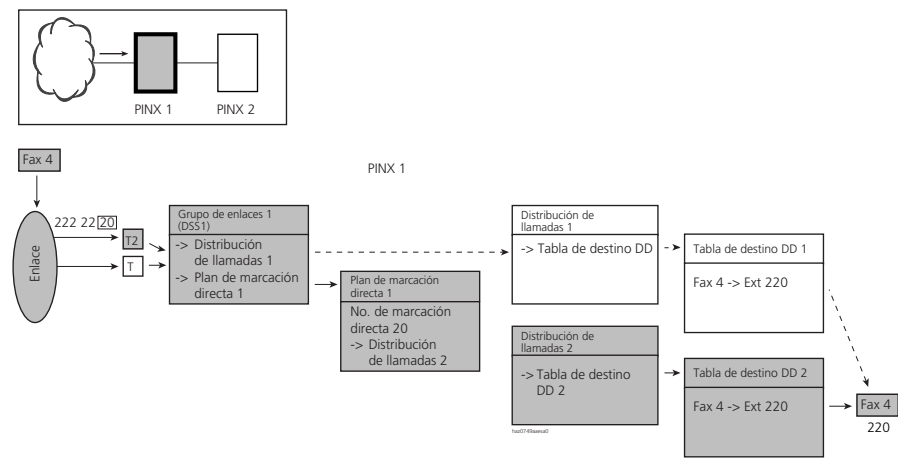 PINX 1 PINX 2
Fax 4
PINX 1
Enlace
222 22 20
T2
T
Grupo de enlaces 1
(DSS1)
-> Distribución
de llamadas 1
-> Plan de marcación
directa 1
Plan de marcación
directa 1
No. de marcación
directa 20
-> Distribución
de llamadas 2
Distribución de
llamadas 1
-> Tabla de destino DD
Tabla de destino DD 1
Fax 4 -> Ext 220
Distribución de
llamadas 2
-> Tabla de destino
DD 2
haz0749aaesa0
Tabla de destino DD 2
Fax 4 -> Ext 220
Fax 4
220